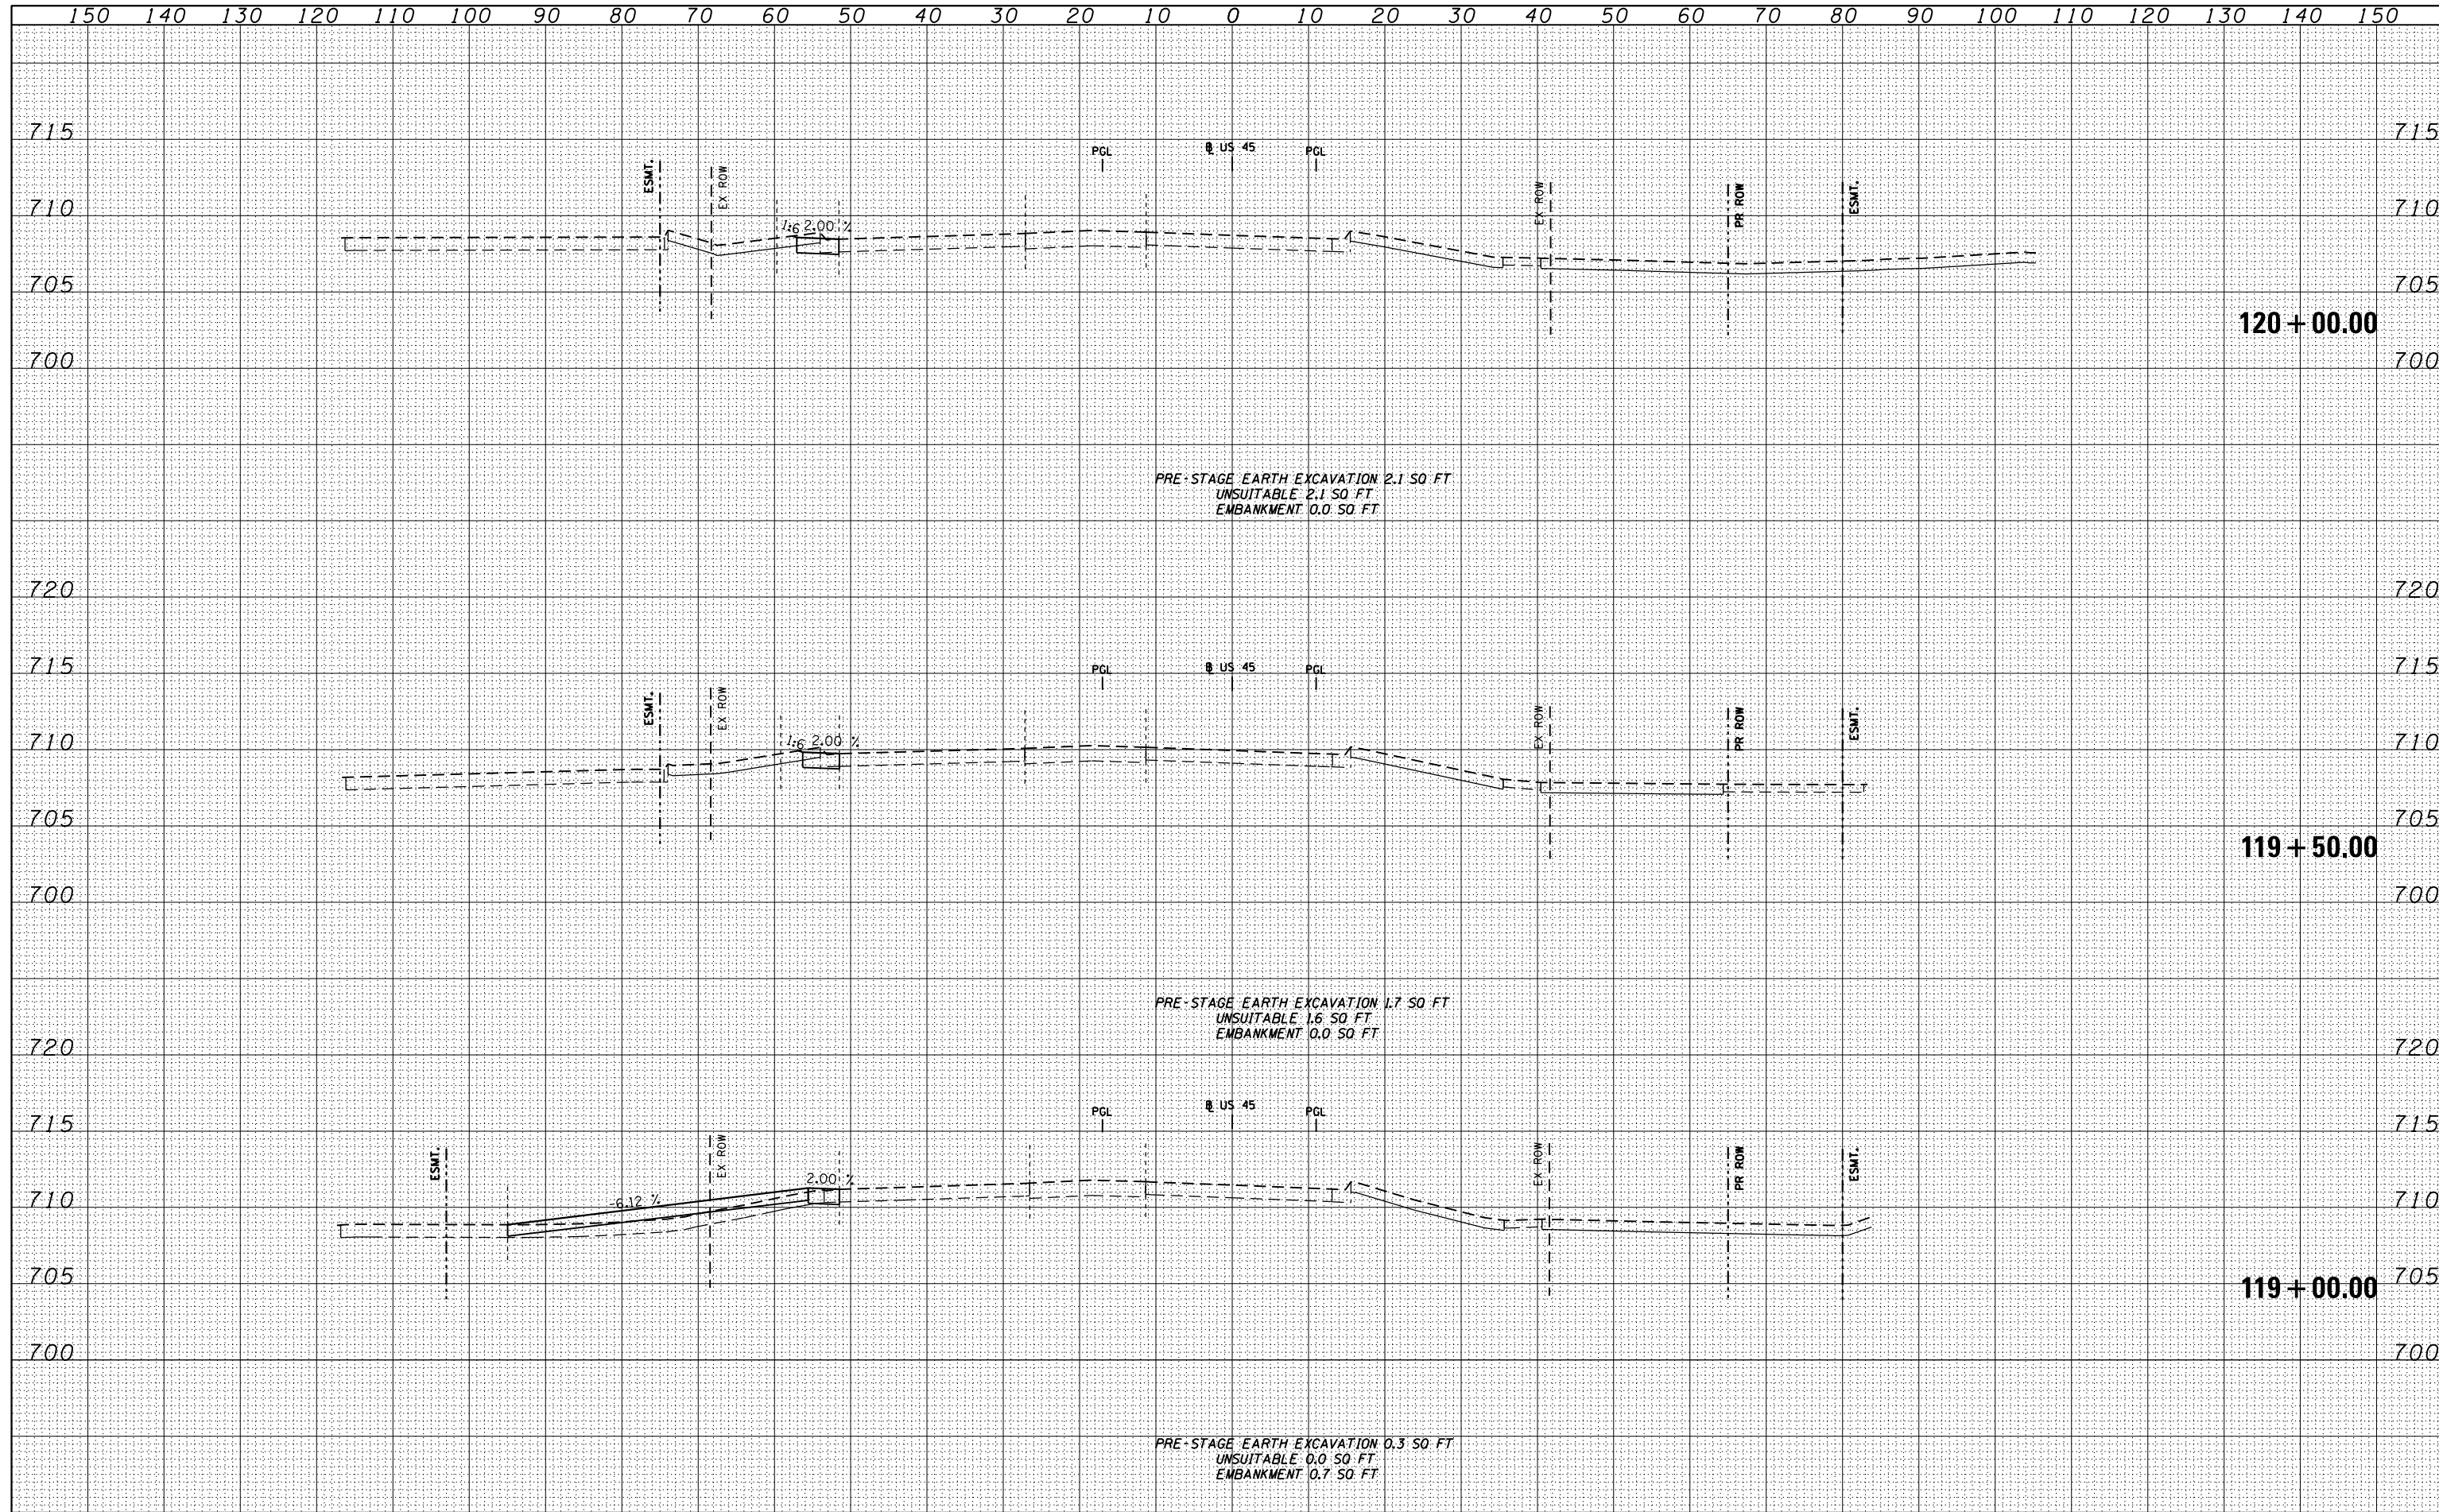 150 140 130 120 110 100 90 80 70 60 50 40 30 20 10 0 10 20 30 40 50 60 70 80 90 100 110 120 130 140 150
715 715
℄ US 45
PGL PGL
ESMT. EX ROW EX ROW PR ROW ESMT.
710 710
1:6 2.00 %
705 705
120+00.00
700 700
PRE-STAGE EARTH EXCAVATION 2.1 SQ FT
UNSUITABLE 2.1 SQ FT
EMBANKMENT 0.0 SQ FT
720 720
715 715
℄ US 45
PGL PGL
ESMT. EX ROW EX ROW PR ROW ESMT.
710 710
1:6 2.00 %
705 705
119+50.00
700 700
PRE-STAGE EARTH EXCAVATION 1.7 SQ FT
UNSUITABLE 1.6 SQ FT
EMBANKMENT 0.0 SQ FT
720 720
℄ US 45
PGL PGL
715 715
ESMT. EX ROW EX ROW PR ROW ESMT.
2.00 %
-6.12 %
710 710
705 705
119+00.00
700 700
PRE-STAGE EARTH EXCAVATION 0.3 SQ FT
UNSUITABLE 0.0 SQ FT
EMBANKMENT 0.7 SQ FT